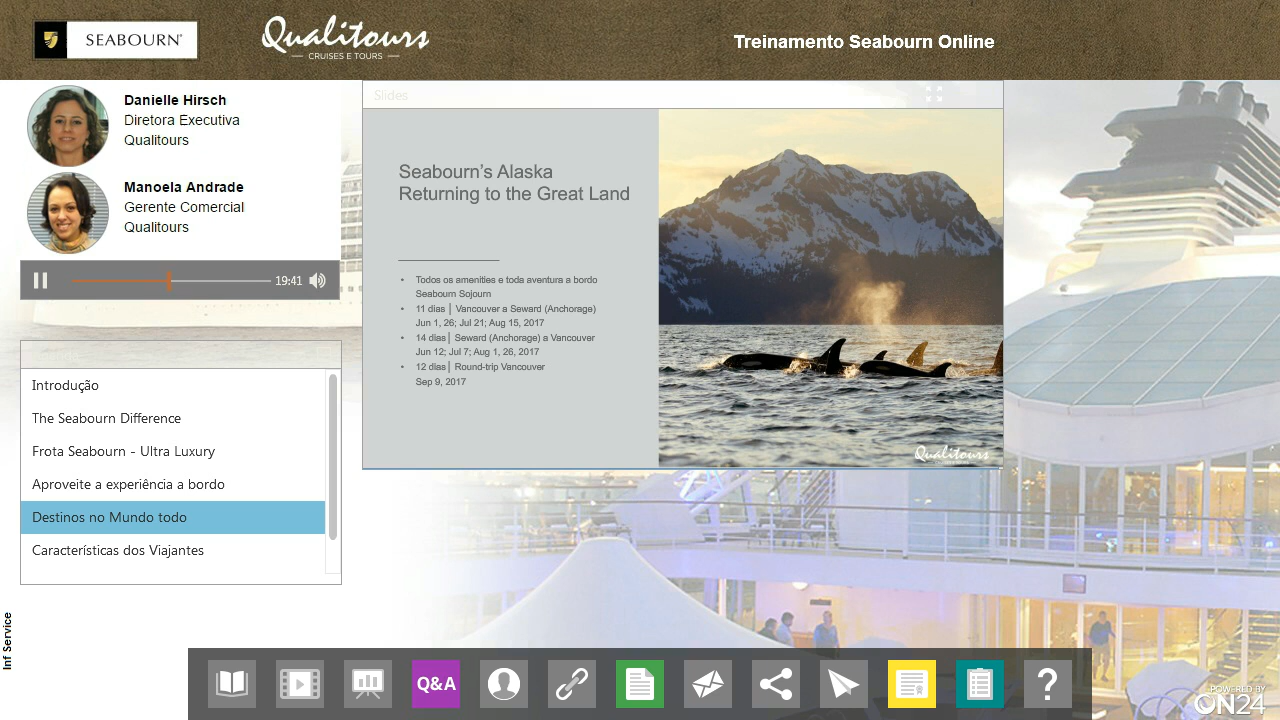 SEABOURN
Qualitours
CRUISES E TOURS
Treinamento Seabourn Online
Danielle Hirsch
Diretora Executiva
Qualitours
Manoela Andrade
Gerente Comercial
Qualitours
19:41
Introdução
The Seabourn Difference
Frota Seabourn - Ultra Luxury
Aproveite a experiência a bordo
Destinos no Mundo todo
Características dos Viajantes
Slides
Seabourn's Alaska
Returning to the Great Land
• Todos os amenities e toda aventura a bordo
Seabourn Sojourn
• 11 dias | Vancouver a Seward (Anchorage)
Jun 1, 26; Jul 21; Aug 15, 2017
• 14 dias | Seward (Anchorage) a Vancouver
Jun 12; Jul 7; Aug 1, 26, 2017
• 12 dias | Round-trip Vancouver
Sep 9, 2017
Qualitours
Inf Service
Q&A
?
POWERED BY
ON24